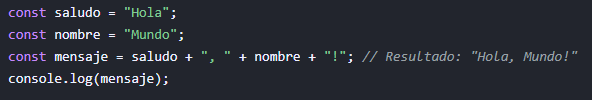 const saludo = "Hola";
const nombre = "Mundo";
const mensaje = saludo + ", " + nombre + "!"; // Resultado: "Hola, Mundo!"
console.log(mensaje);